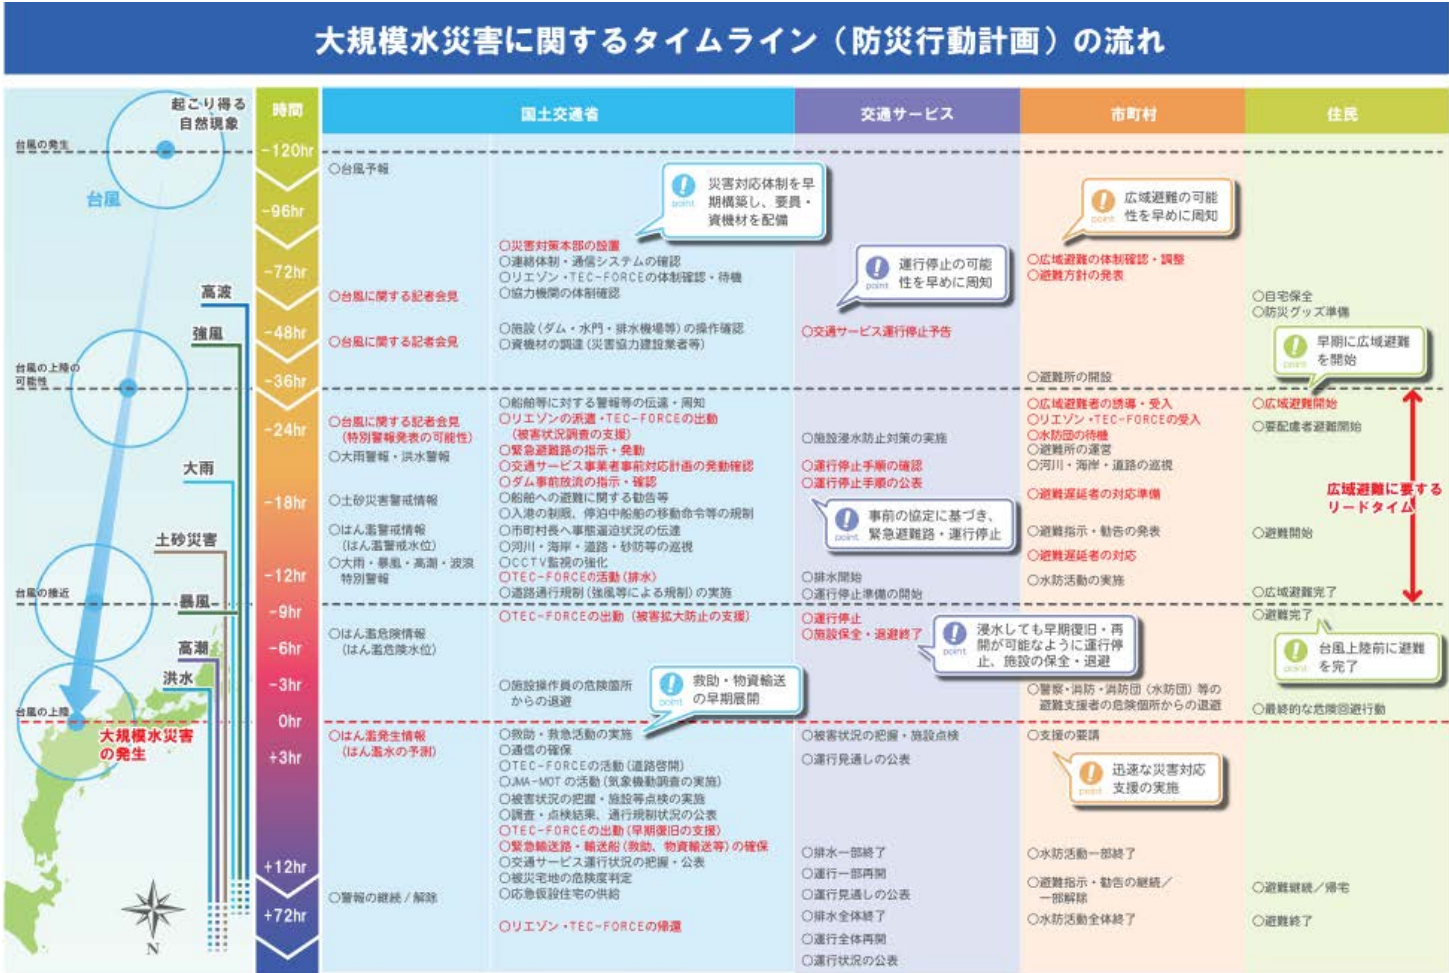 大規模水災害に関するタイムライン（防災行動計画）の流れ
起こり得る
自然現象
時間
国土交通省
交通サービス
市町村
住民
台風の発生
台風
高波
強風
台風の上陸の
可能性
大雨
土砂災害
台風の接近
暴風
高潮
洪水
台風の上陸
大規模水災害
の発生
N
-120hr
-96hr
-72hr
-48hr
-36hr
-24hr
-18hr
-12hr
-9hr
-6hr
-3hr
0hr
+3hr
+12hr
+72hr
○台風予報
○台風に関する記者会見
○台風に関する記者会見
○台風に関する記者会見
(特別警報発表の可能性)
○大雨警報・洪水警報
○土砂災害警戒情報
○はん濫警戒情報
(はん濫警戒水位)
○大雨・暴風・高潮・波浪
特別警報
○はん濫危険情報
(はん濫危険水位)
○はん濫発生情報
(はん濫水の予測)
○警報の継続/解除
! point
災害対応体制を早
期構築し、要員・
資機材を配備
○災害対策本部の設置
○連絡体制・通信システムの確認
○リエゾン・TEC-FORCEの体制確認・待機
○協力機関の体制確認
○施設(ダム・水門・排水機場等)の操作確認
○資機材の調達(災害協力建設業者等)
○船舶等に対する警報等の伝達・周知
○リエゾンの派遣・TEC-FORCEの出動
(被害状況調査の支援)
○緊急避難路の指示・発動
○交通サービス事業者事前対応計画の発動確認
○ダム事前放流の指示・確認
○船舶への避難に関する勧告等
○入港の制限、停泊中船舶の移動命令等の規制
○市町村長へ事態逼迫状況の伝達
○河川・海岸・道路・砂防等の巡視
○CCTV監視の強化
○TEC-FORCEの活動(排水)
○道路通行規制(強風等による規制)の実施
○TEC-FORCEの出動(被害拡大防止の支援)
○施設操作員の危険箇所
からの退避
! point
救助・物資輸送
の早期展開
○救助・救急活動の実施
○通信の確保
○TEC-FORCEの活動(道路啓開)
○JMA-MOTの活動(気象機動調査の実施)
○被害状況の把握・施設等点検の実施
○調査・点検結果、通行規制状況の公表
○TEC-FORCEの出動(早期復旧の支援)
○緊急輸送路・輸送船(救助、物資輸送等)の確保
○交通サービス運行状況の把握・公表
○被災宅地の危険度判定
○応急仮設住宅の供給
○リエゾン・TEC-FORCEの帰還
! point
運行停止の可能
性を早めに周知
○交通サービス運行停止予告
○施設浸水防止対策の実施
○運行停止手順の確認
○運行停止手順の公表
! point
事前の協定に基づき、
緊急避難路・運行停止
○排水開始
○運行停止準備の開始
○運行停止
○施設保全・退避終了
! point
浸水しても早期復旧・再
開が可能なように運行停
止、施設の保全・退避
○被害状況の把握・施設点検
○運行見通しの公表
○排水一部終了
○運行一部再開
○運行見通しの公表
○排水全体終了
○運行全体再開
○運行状況の公表
! point
広域避難の可能
性を早めに周知
○広域避難の体制確認・調整
○避難方針の発表
○避難所の開設
○広域避難者の誘導・受入
○リエゾン・TEC-FORCEの受入
○水防団の待機
○避難所の運営
○河川・海岸・道路の巡視
○避難遅延者の対応準備
○避難指示・勧告の発表
○避難遅延者の対応
○水防活動の実施
○警察・消防・消防団(水防団)等の
避難支援者の危険個所からの退避
○支援の要請
! point
迅速な災害対応
支援の実施
○水防活動一部終了
○避難指示・勧告の継続/
一部解除
○水防活動全体終了
○自宅保全
○防災グッズ準備
! point
早期に広域避難
を開始
○広域避難開始
○要配慮者避難開始
広域避難に要する
リードタイム
○避難開始
○広域避難完了
○避難完了
! point
台風上陸前に避難
を完了
○最終的な危険回避行動
○避難継続/帰宅
○避難終了